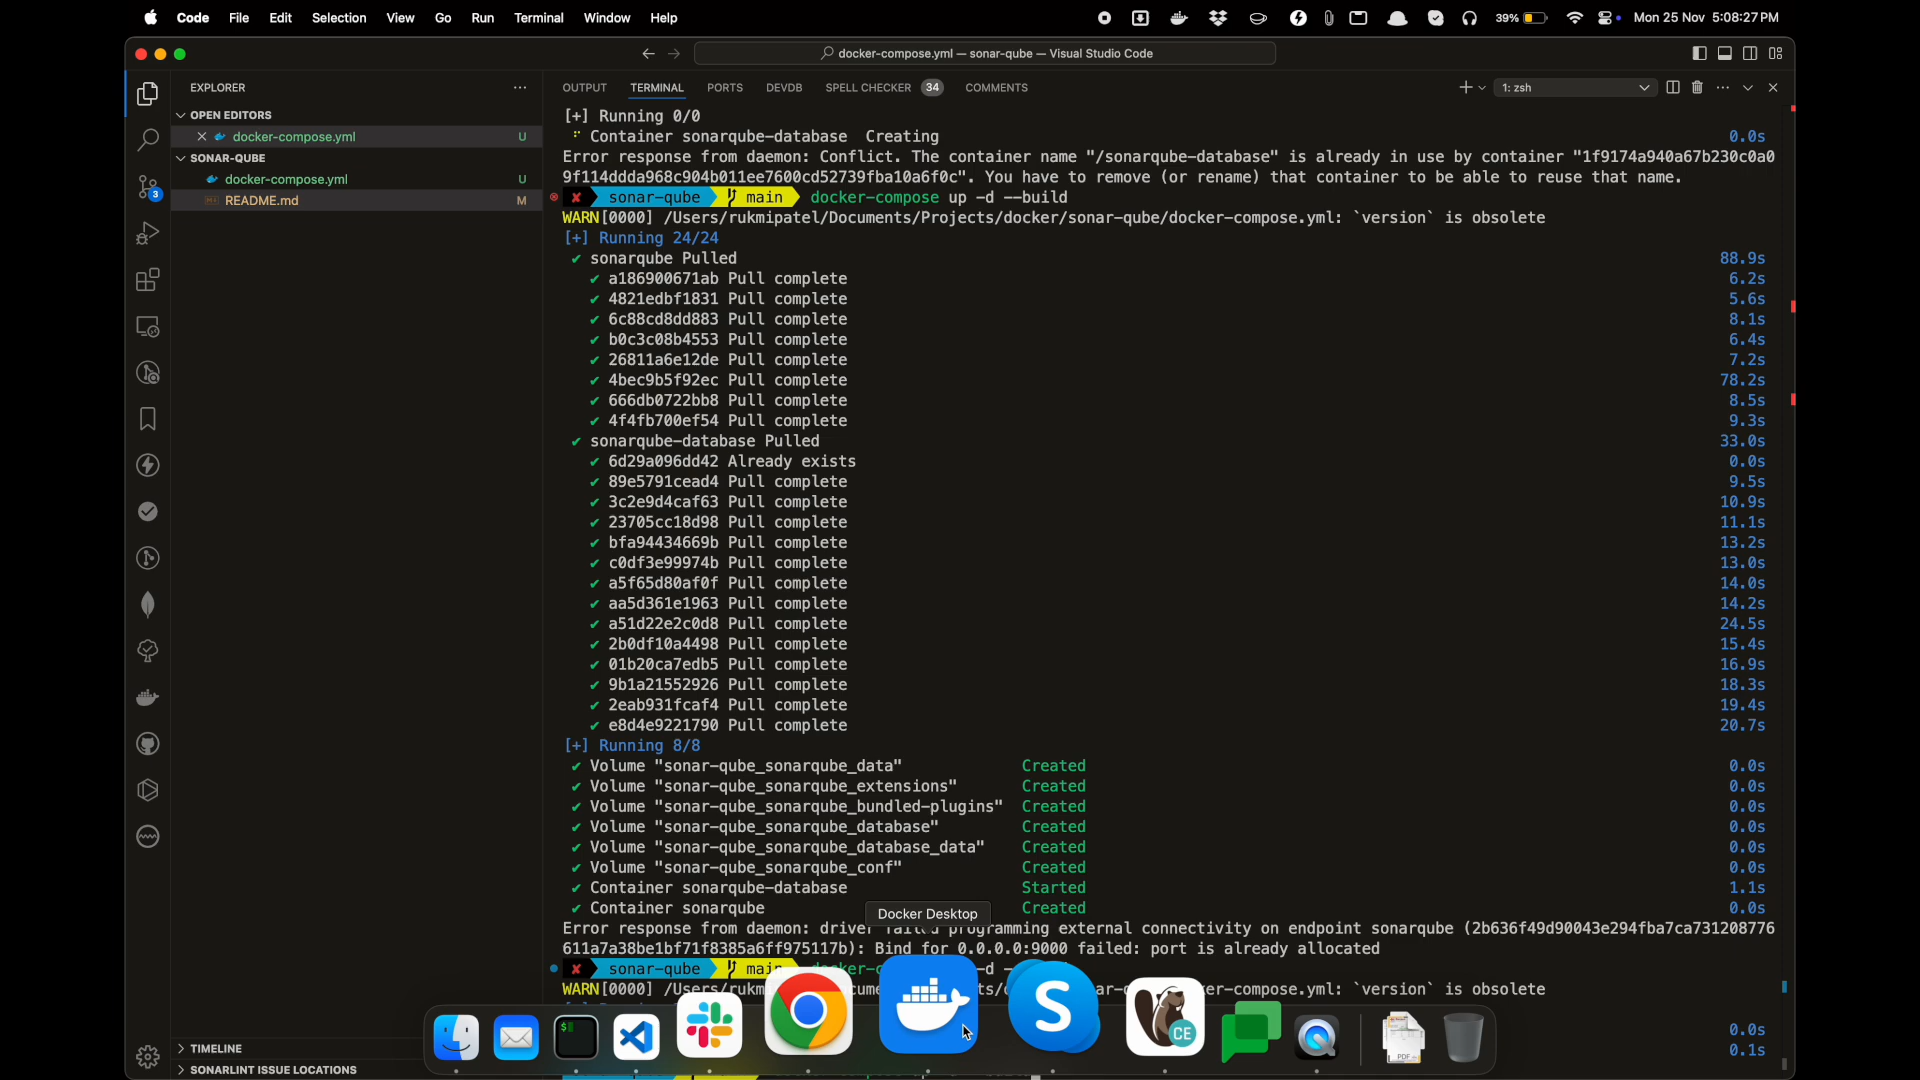 Code File Edit Selection View Go Run Terminal Window Help 39% Mon 25 Nov 5:08:27 PM
docker-compose.yml — sonar-qube — Visual Studio Code
EXPLORER
OPEN EDITORS
docker-compose.yml U
SONAR-QUBE
docker-compose.yml U
README.md M
TIMELINE
SONARLINT ISSUE LOCATIONS
3
OUTPUT TERMINAL PORTS DEVDB SPELL CHECKER 34 COMMENTS 1: zsh
[+] Running 0/0
Container sonarqube-database Creating 0.0s
Error response from daemon: Conflict. The container name "/sonarqube-database" is already in use by container "1f9174a940a67b230c0a0
9f114ddda968c904b011ee7600cd52739fba10a6f0c". You have to remove (or rename) that container to be able to reuse that name.
✘ sonar-qube main docker-compose up -d --build
WARN[0000] /Users/rukmipatel/Documents/Projects/docker/sonar-qube/docker-compose.yml: `version` is obsolete
[+] Running 24/24
✔ sonarqube Pulled 88.9s
✔ a186900671ab Pull complete 6.2s
✔ 4821edbf1831 Pull complete 5.6s
✔ 6c88cd8dd883 Pull complete 8.1s
✔ b0c3c08b4553 Pull complete 6.4s
✔ 26811a6e12de Pull complete 7.2s
✔ 4bec9b5f92ec Pull complete 78.2s
✔ 666db0722bb8 Pull complete 8.5s
✔ 4f4fb700ef54 Pull complete 9.3s
✔ sonarqube-database Pulled 33.0s
✔ 6d29a096dd42 Already exists 0.0s
✔ 89e5791cead4 Pull complete 9.5s
✔ 3c2e9d4caf63 Pull complete 10.9s
✔ 23705cc18d98 Pull complete 11.1s
✔ bfa94434669b Pull complete 13.2s
✔ c0df3e99974b Pull complete 13.0s
✔ a5f65d80af0f Pull complete 14.0s
✔ aa5d361e1963 Pull complete 14.2s
✔ a51d22e2c0d8 Pull complete 24.5s
✔ 2b0df10a4498 Pull complete 15.4s
✔ 01b20ca7edb5 Pull complete 16.9s
✔ 9b1a21552926 Pull complete 18.3s
✔ 2eab931fcaf4 Pull complete 19.4s
✔ e8d4e9221790 Pull complete 20.7s
[+] Running 8/8
✔ Volume "sonar-qube_sonarqube_data" Created 0.0s
✔ Volume "sonar-qube_sonarqube_extensions" Created 0.0s
✔ Volume "sonar-qube_sonarqube_bundled-plugins" Created 0.0s
✔ Volume "sonar-qube_sonarqube_database" Created 0.0s
✔ Volume "sonar-qube_sonarqube_database_data" Created 0.0s
✔ Volume "sonar-qube_sonarqube_conf" Created 0.0s
✔ Container sonarqube-database Started 1.1s
✔ Container sonarqube Created 0.0s
Docker Desktop
Error response from daemon: driver failed programming external connectivity on endpoint sonarqube (2b636f49d90043e294fba7ca731208776
611a7a38be1bf71f8385a6ff975117b): Bind for 0.0.0.0:9000 failed: port is already allocated
✘ sonar-qube main
WARN[0000] /Users/rukm er-compose.yml: `version` is obsolete
0.0s
0.1s
S
CE
PDF